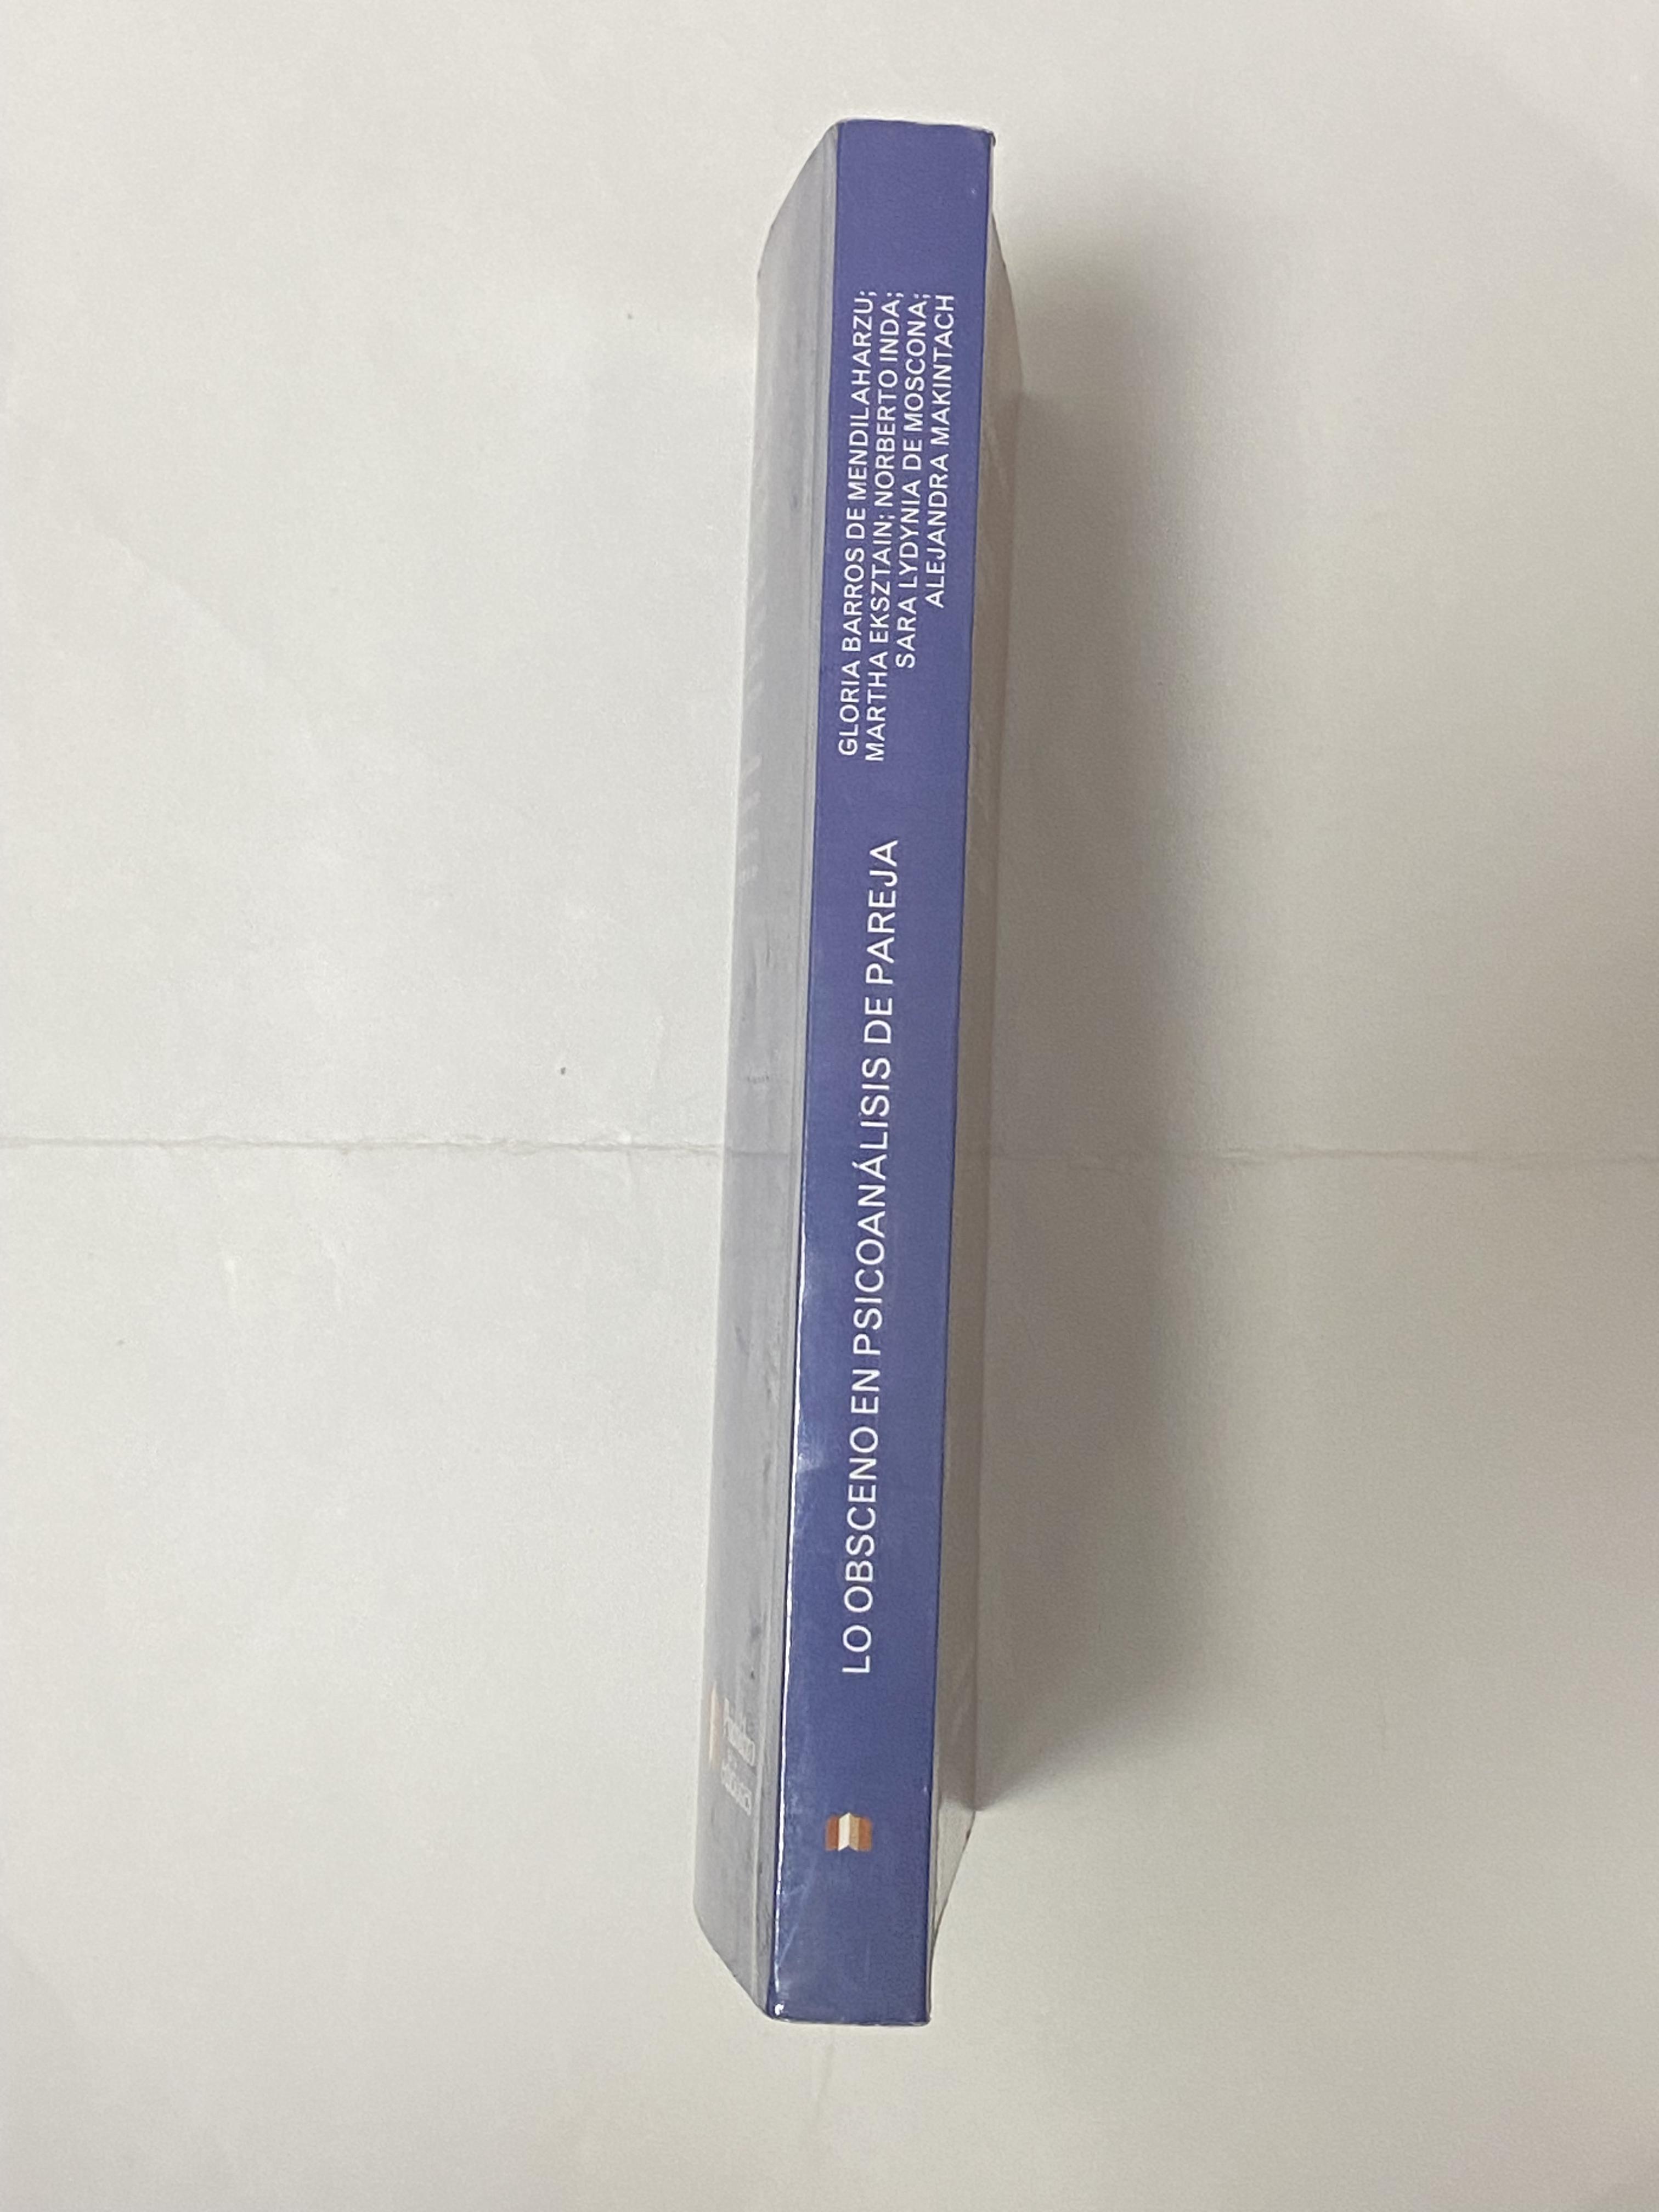 LO OBSCENO EN PSICOANÁLISIS DE PAREJA
GLORIA BARROS DE MENDILAHARZU;
MARTHA EKSZTAIN; NORBERTO INDA;
SARA LYDYNIA DE MOSCONA;
ALEJANDRA MAKINTACH